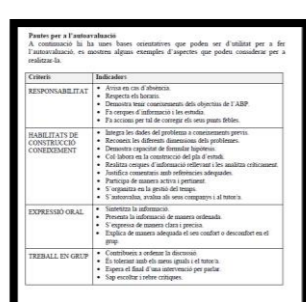 Pautes per a l'autoavaluació
A continuació hi ha unes bases orientatives que poden ser d'utilitat per a fer
l'autoavaluació, es mostren alguns exemples d'aspectes que podeu considerar per a
realitzar-la.
Criteris
Indicadors
RESPONSABILITAT
Avisa en cas d'absència.
Respecta els horaris.
Demostra tenir coneixements dels objectius de l'ABP.
Fa cerques d'informació i les estudia.
Fa accions per tal de corregir els seus punts febles.
HABILITATS DE
CONSTRUCCIÓ
CONEIXEMENT
Integra les dades del problema a coneixements previs.
Reconeix les diferents dimensions dels problemes.
Demostra capacitat de formular hipòtesis.
Col·labora en la construcció del pla d'estudi.
Realitza cerques d'informació rellevant i les analitza críticament.
Justifica comentaris amb referències adequades.
Participa de manera activa i pertinent.
S'organitza en la gestió del temps.
S'autoavalua, avalua als seus companys i al tutor/a.
EXPRESSIÓ ORAL
Sintetitza la informació.
Presenta la informació de manera ordenada.
S'expressa de manera clara i precisa.
Explica de manera adequada el seu confort o desconfort en el
grup.
TREBALL EN GRUP
Contribueix a ordenar la discussió.
És tolerant amb els meus iguals i el tutor/a.
Espera el final d'una intervenció per parlar.
Sap escoltar i rebre crítiques.